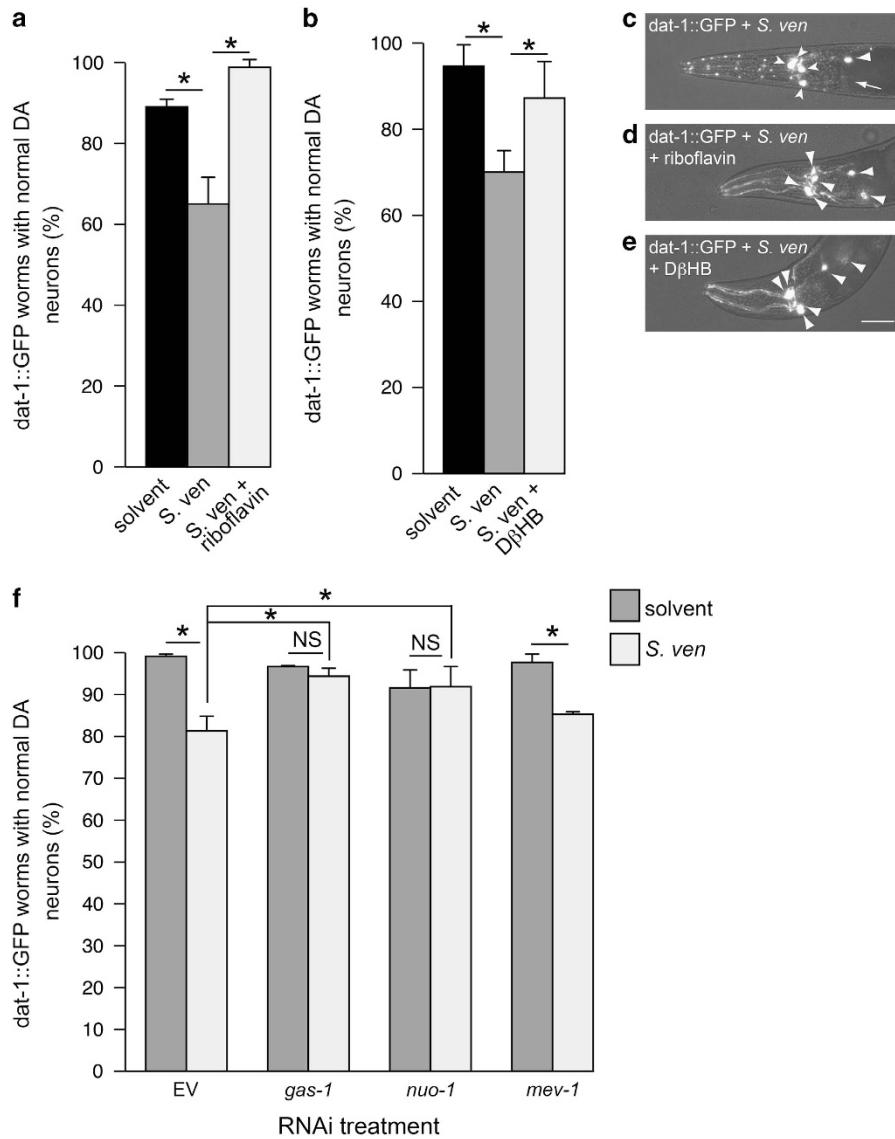 a
dat-1::GFP worms with normal DA
neurons (%)
100
80
60
40
20
0
*
*
solvent
S. ven
S. ven +
riboflavin
b
dat-1::GFP worms with normal DA
neurons (%)
100
80
60
40
20
0
*
*
solvent
S. ven
S. ven +
DβHB
c
dat-1::GFP + S. ven
d
dat-1::GFP + S. ven
+ riboflavin
e
dat-1::GFP + S. ven
+ DβHB
f
solvent
S. ven
dat-1::GFP worms with normal DA
neurons (%)
100
90
80
70
60
50
40
30
20
10
0
*
*
*
NS
NS
*
EV
gas-1
nuo-1
mev-1
RNAi treatment